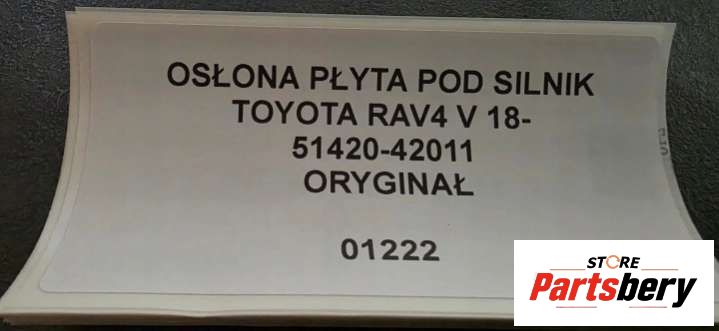 OSŁONA PŁYTA POD SILNIK
TOYOTA RAV4 V 18-
51420-42011
ORYGINAŁ
01222
STORE
Partsbery